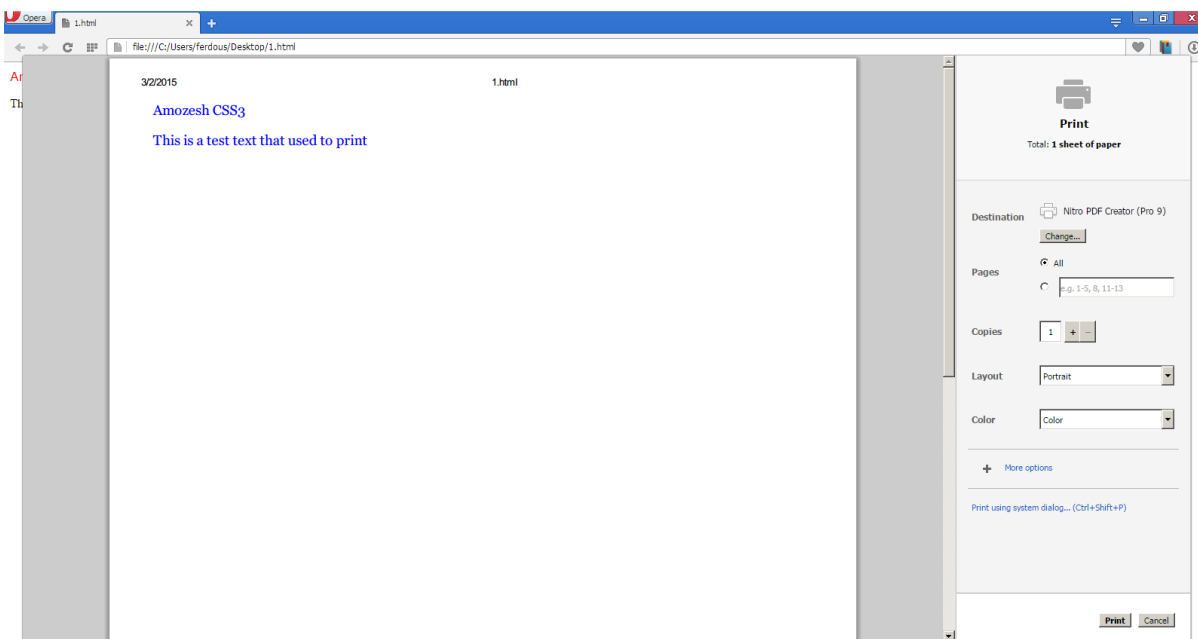 Opera
1.html
file:///C:/Users/ferdous/Desktop/1.html
Ar
Th
3/2/2015 1.html
Amozesh CSS3
This is a test text that used to print
Print
Total: 1 sheet of paper
Destination Nitro PDF Creator (Pro 9)
Change...
Pages All
e.g. 1-5, 8, 11-13
Copies 1 + -
Layout Portrait
Color Color
+ More options
Print using system dialog... (Ctrl+Shift+P)
Print Cancel